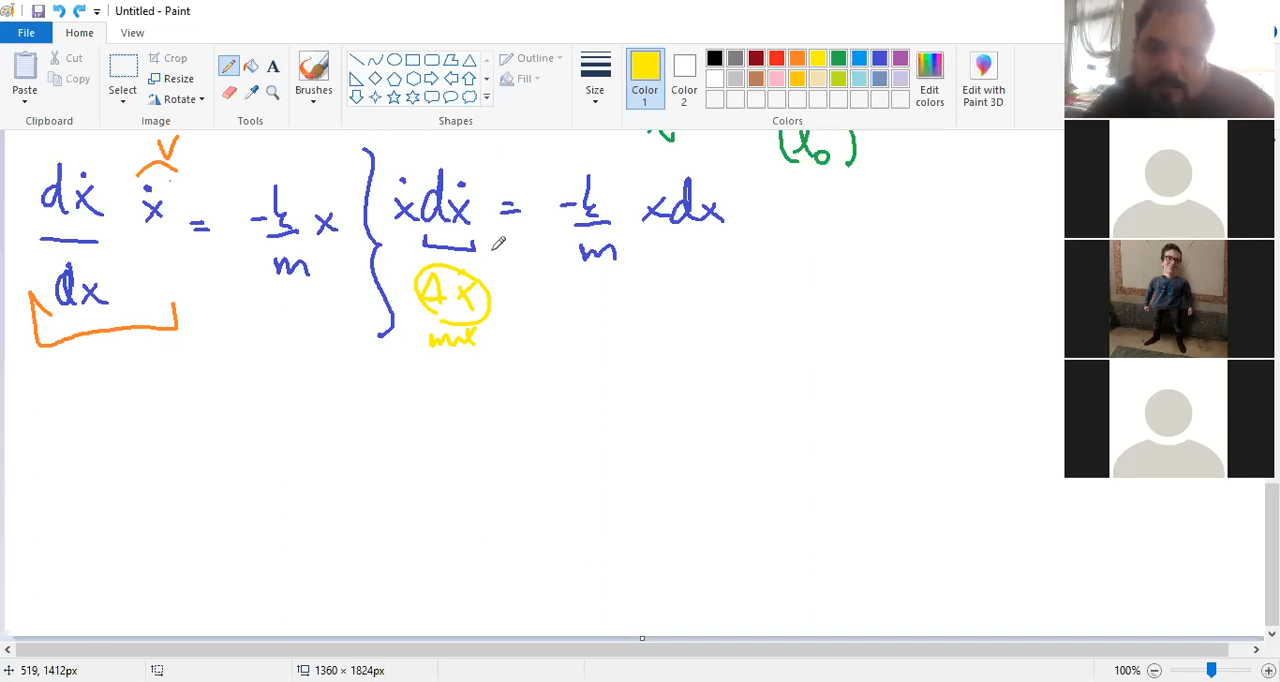 Untitled - Paint
File Home View
Paste Cut Copy Clipboard
Select Crop Resize Rotate Image
Tools
Brushes
Shapes Outline Fill
Size
Color 1 Color 2 Edit colors Edit with Paint 3D Colors
V
(l₀)
dẋ/dx ẋ = -k/m x } ẋdẋ = -k/m xdx
Δẋ
519, 1412px 1360 × 1824px 100%